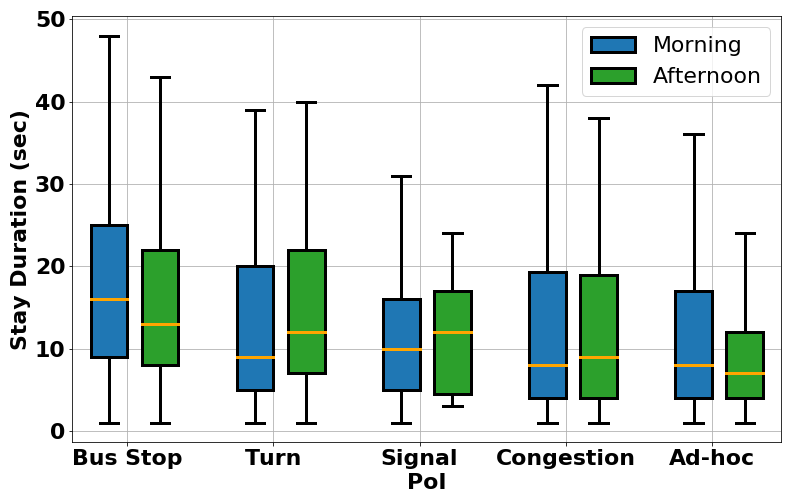 Stay Duration (sec)
50
40
30
20
10
0
Morning
Afternoon
Bus Stop Turn Signal Congestion Ad-hoc
PoI